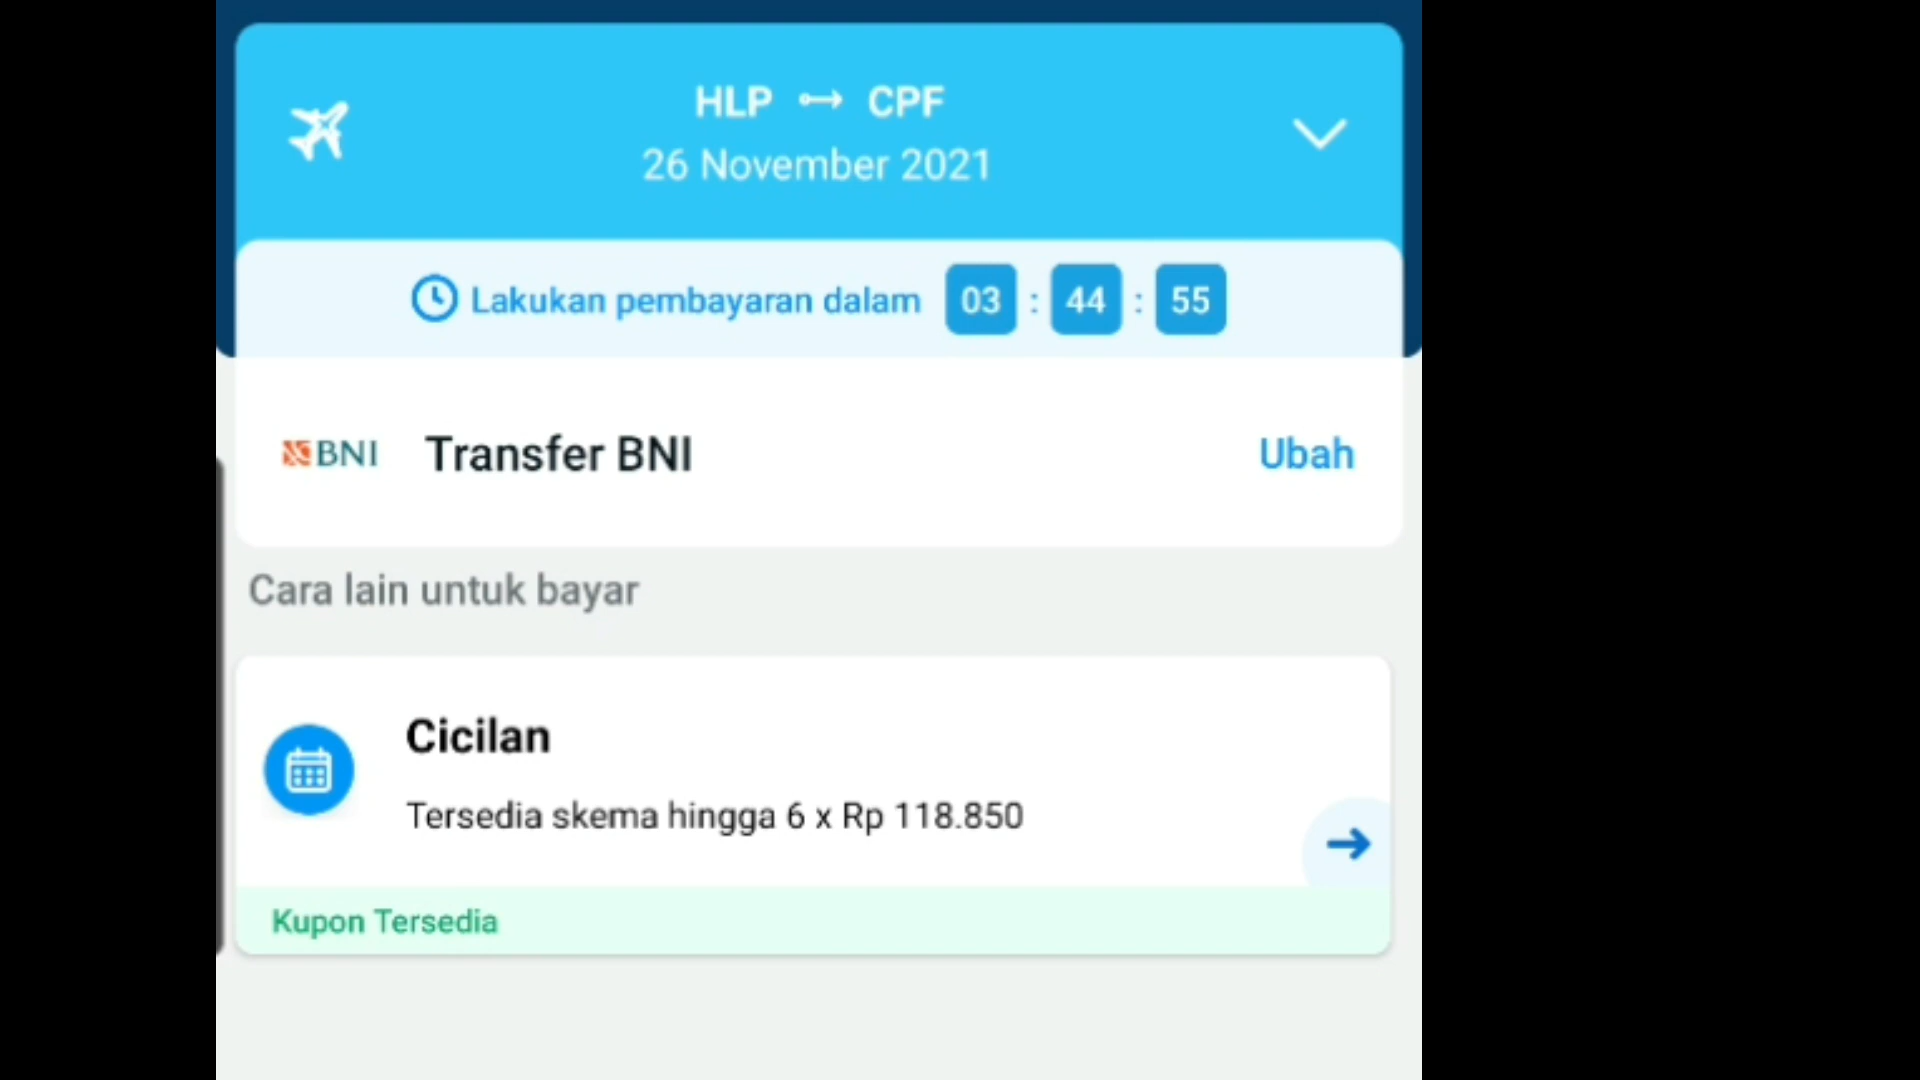 HLP CPF
26 November 2021
Lakukan pembayaran dalam 03 : 44 : 55
BNI Transfer BNI Ubah
Cara lain untuk bayar
Cicilan
Tersedia skema hingga 6 x Rp 118.850
Kupon Tersedia